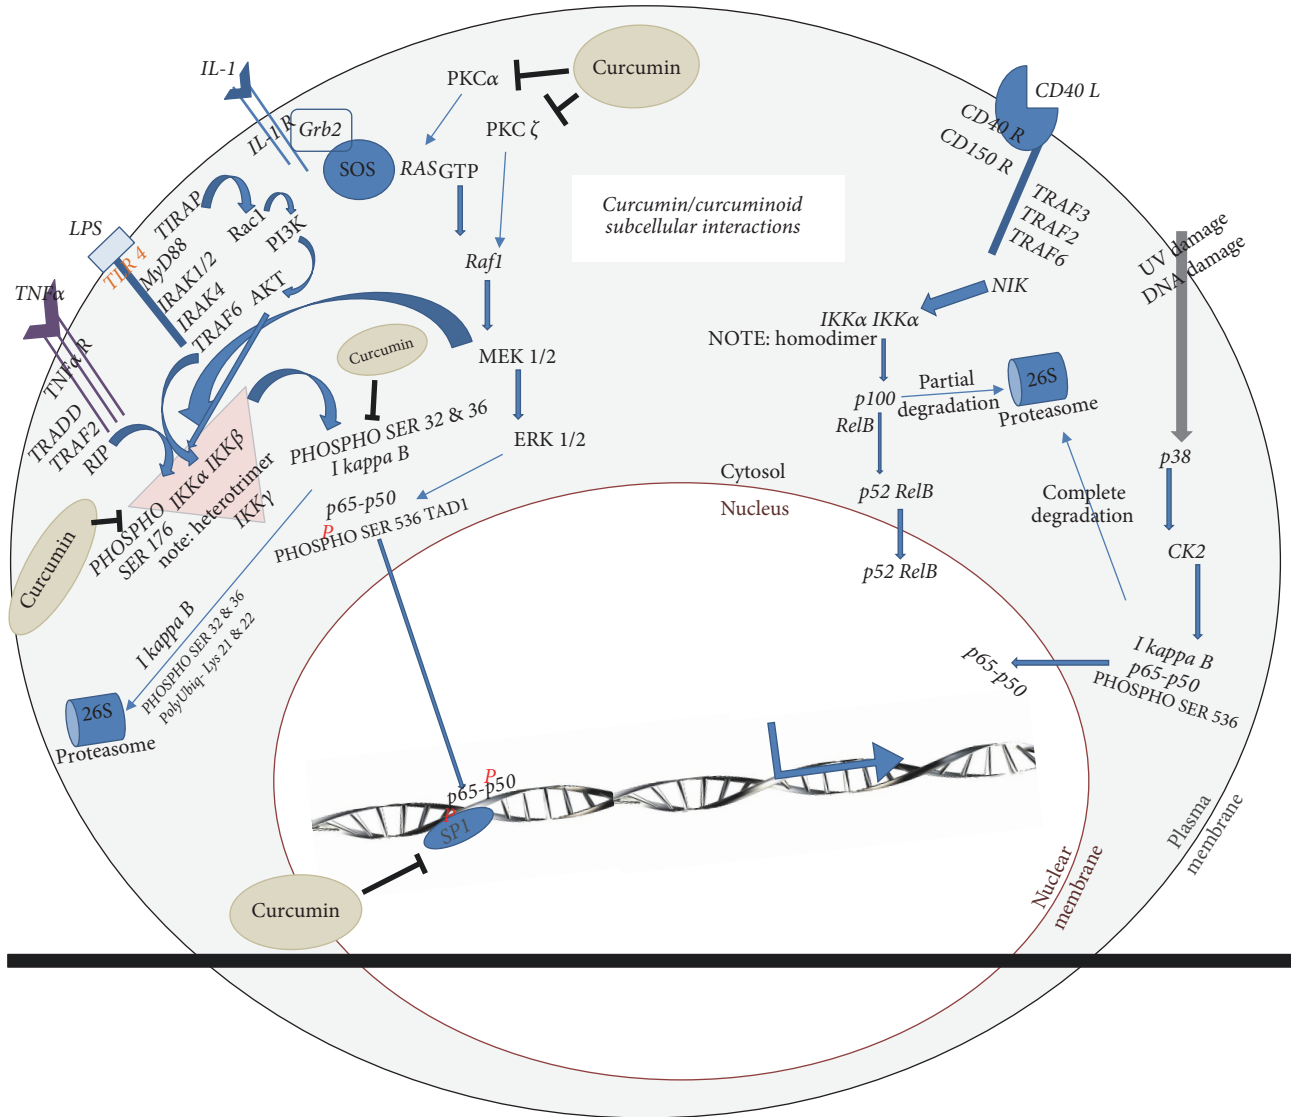 IL-1
IL-1 R
Grb2
SOS
PKCα
PKC ζ
Curcumin
RAS GTP
Raf1
MEK 1/2
ERK 1/2
Curcumin/curcuminoid
subcellular interactions
CD40 L
CD40 R
CD150 R
TRAF3
TRAF2
TRAF6
NIK
IKKα IKKα
NOTE: homodimer
p100
RelB
Partial
degradation
26S
Proteasome
p52 RelB
p52 RelB
UV damage
DNA damage
p38
CK2
Complete
degradation
I kappa B
p65-p50
PHOSPHO SER 536
p65-p50
LPS
TLR 4
TIRAP
MyD88
IRAK1/2
IRAK4
TRAF6
Rac1
PI3K
AKT
TNFα
TNFα R
TRADD
TRAF2
RIP
Curcumin
PHOSPHO SER 32 & 36
I kappa B
p65-p50
P
PHOSPHO SER 536 TAD1
IKKα IKKβ
PHOSPHO
SER 176
note: heterotrimer
IKKγ
Curcumin
I kappa B
PHOSPHO SER 32 & 36
PolyUbiq- Lys 21 & 22
26S
Proteasome
Cytosol
Nucleus
P
p65-p50
P
SP1
Curcumin
Nuclear
membrane
Plasma
membrane